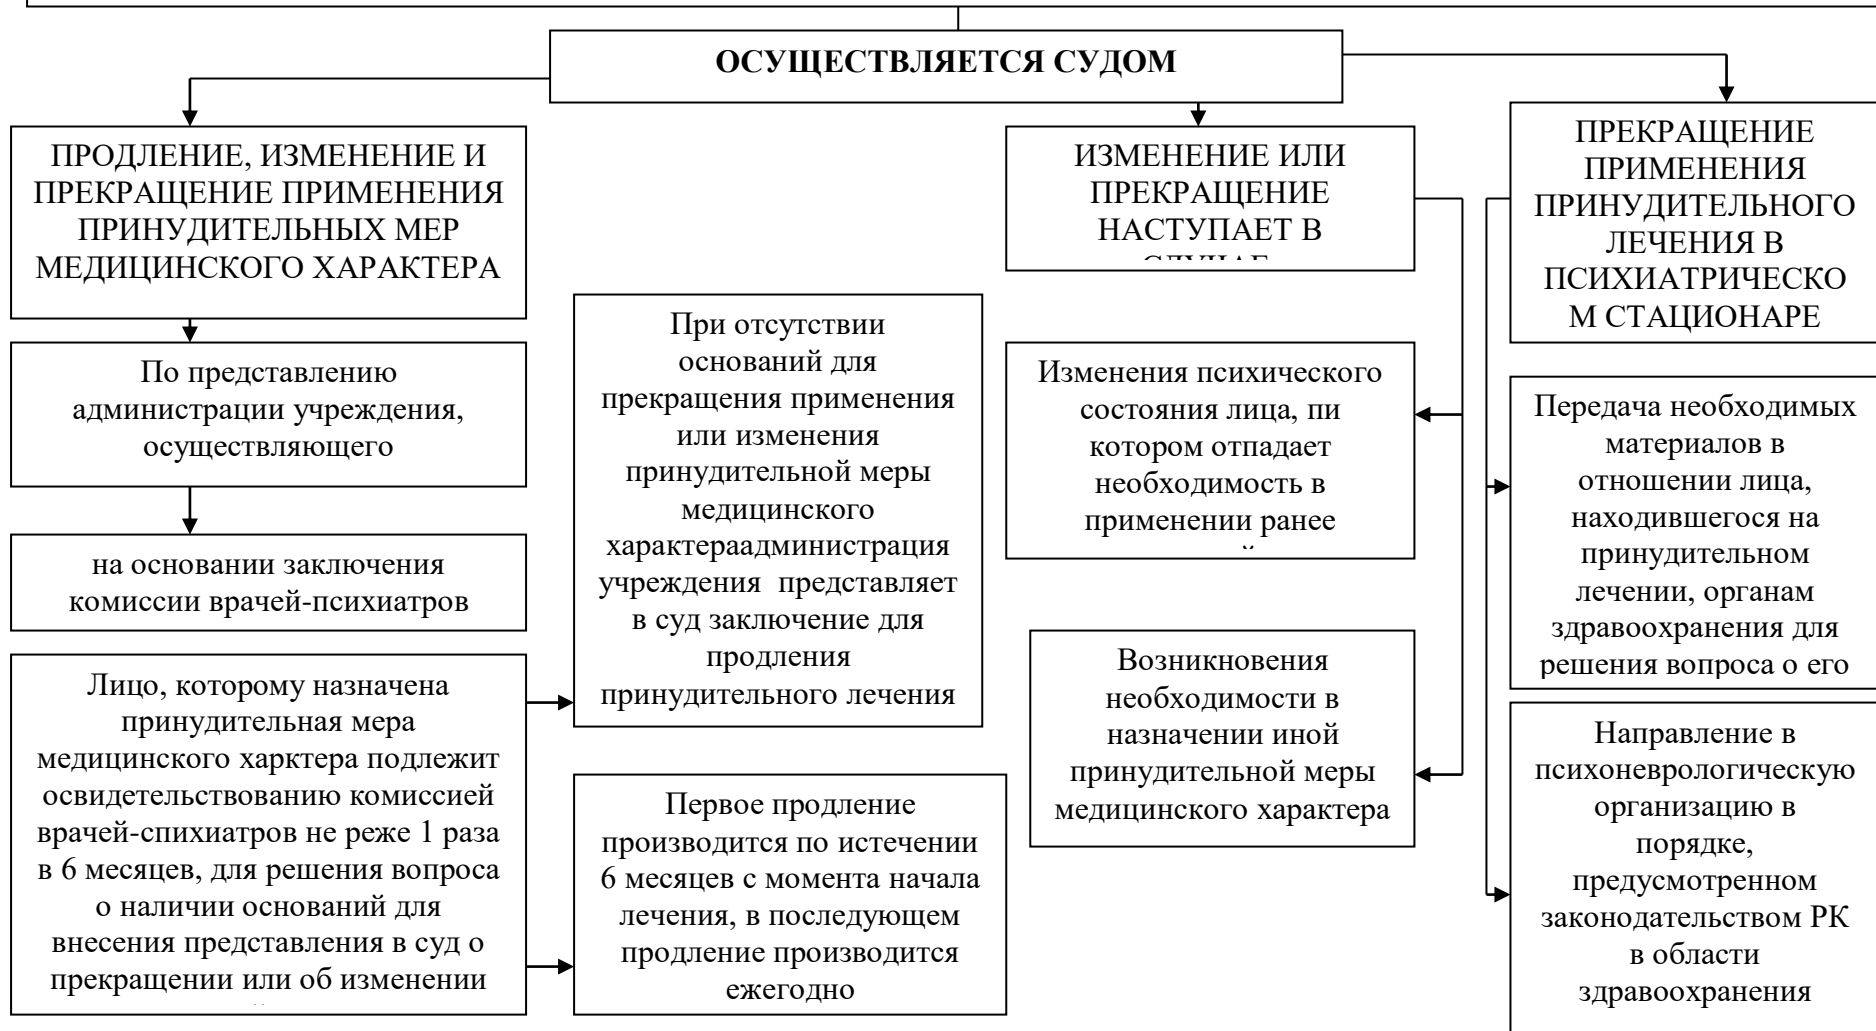 ОСУЩЕСТВЛЯЕТСЯ СУДОМ
ПРОДЛЕНИЕ, ИЗМЕНЕНИЕ И
ПРЕКРАЩЕНИЕ ПРИМЕНЕНИЯ
ПРИНУДИТЕЛЬНЫХ МЕР
МЕДИЦИНСКОГО ХАРАКТЕРА
По представлению
администрации учреждения,
осуществляющего
на основании заключения
комиссии врачей-психиатров
Лицо, которому назначена
принудительная мера
медицинского харктера подлежит
освидетельствованию комиссией
врачей-спихиатров не реже 1 раза
в 6 месяцев, для решения вопроса
о наличии оснований для
внесения представления в суд о
прекращении или об изменении
При отсутствии
оснований для
прекращения применения
или изменения
принудительной меры
медицинского
характераадминистрация
учреждения представляет
в суд заключение для
продления
принудительного лечения
Первое продление
производится по истечении
6 месяцев с момента начала
лечения, в последующем
продление производится
ежегодно
ИЗМЕНЕНИЕ ИЛИ
ПРЕКРАЩЕНИЕ
НАСТУПАЕТ В
Изменения психического
состояния лица, пи
котором отпадает
необходимость в
применении ранее
Возникновения
необходимости в
назначении иной
принудительной меры
медицинского характера
ПРЕКРАЩЕНИЕ
ПРИМЕНЕНИЯ
ПРИНУДИТЕЛЬНОГО
ЛЕЧЕНИЯ В
ПСИХИАТРИЧЕСКО
М СТАЦИОНАРЕ
Передача необходимых
материалов в
отношении лица,
находившегося на
принудительном
лечении, органам
здравоохранения для
решения вопроса о его
Направление в
психоневрологическую
организацию в
порядке,
предусмотренном
законодательством РК
в области
здравоохранения